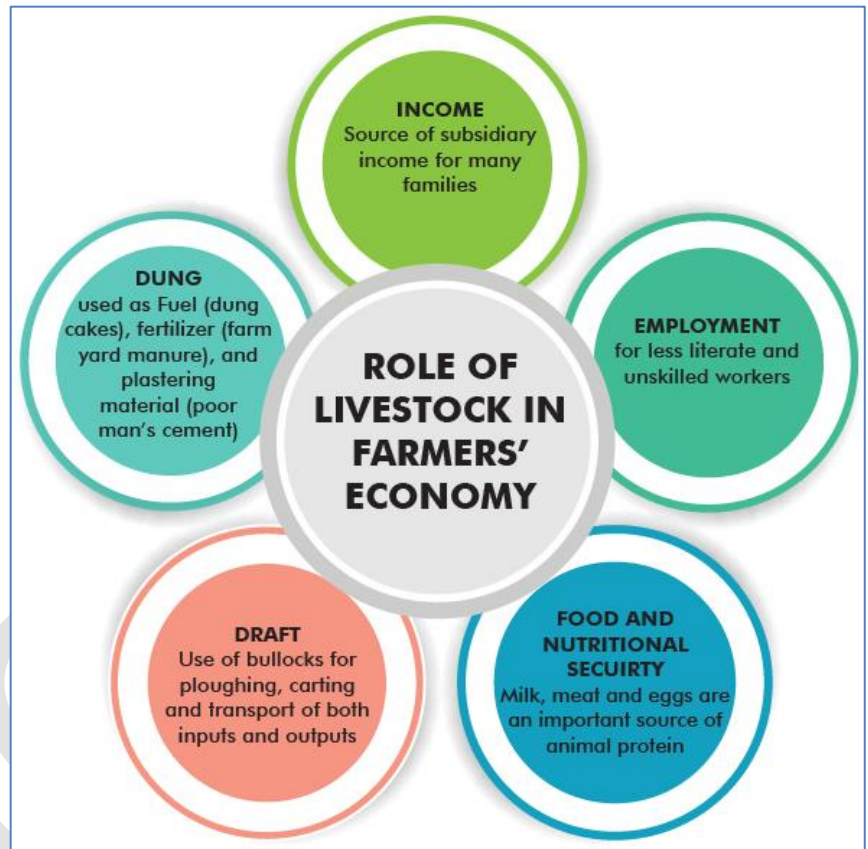 INCOME
Source of subsidiary
income for many
families
DUNG
used as Fuel (dung
cakes), fertilizer (farm
yard manure), and
plastering
material (poor
man's cement)
EMPLOYMENT
for less literate and
unskilled workers
ROLE OF
LIVESTOCK IN
FARMERS'
ECONOMY
DRAFT
Use of bullocks for
ploughing, carting
and transport of both
inputs and outputs
FOOD AND
NUTRITIONAL
SECUIRTY
Milk, meat and eggs are
an important source of
animal protein